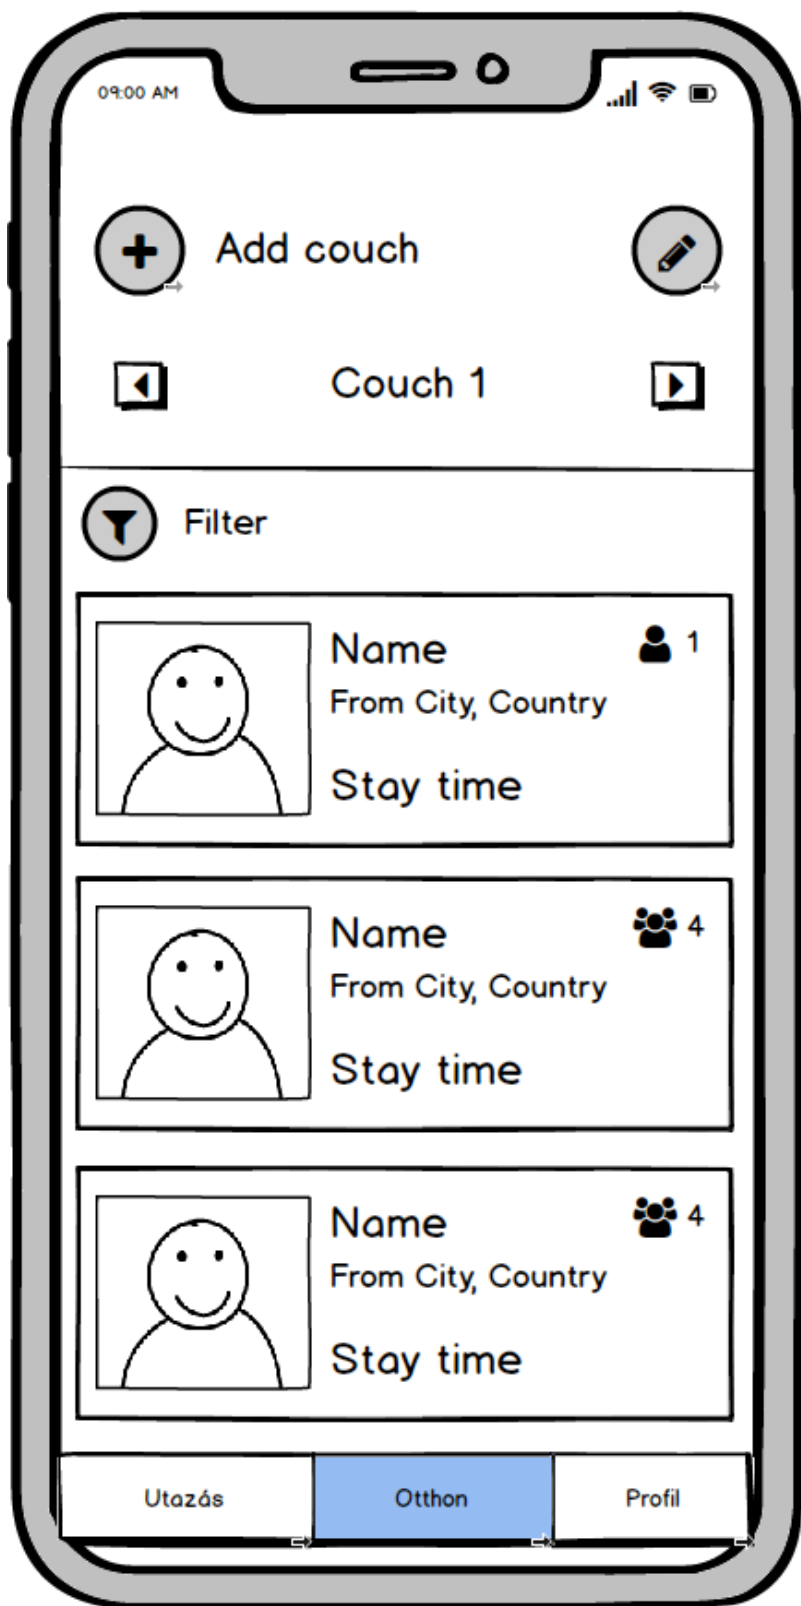 09:00 AM
Add couch
Couch 1
Filter
Name
1
From City, Country
Stay time
Name
4
From City, Country
Stay time
Name
4
From City, Country
Stay time
Utazás
Otthon
Profil